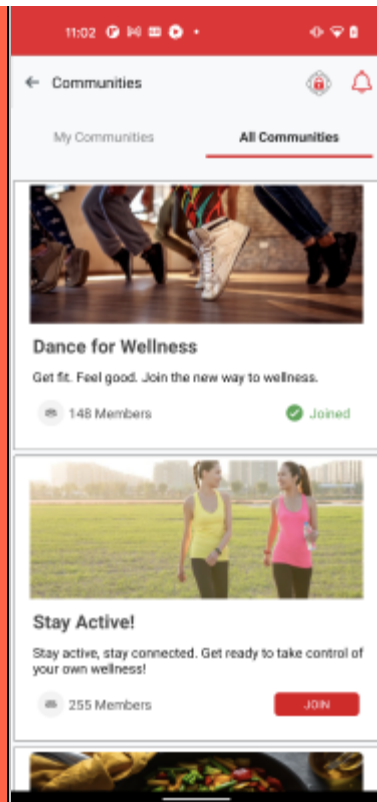 11:02
Communities
My Communities
All Communities
Dance for Wellness
Get fit. Feel good. Join the new way to wellness.
148 Members
Joined
Stay Active!
Stay active, stay connected. Get ready to take control of
your own wellness!
255 Members
JOIN